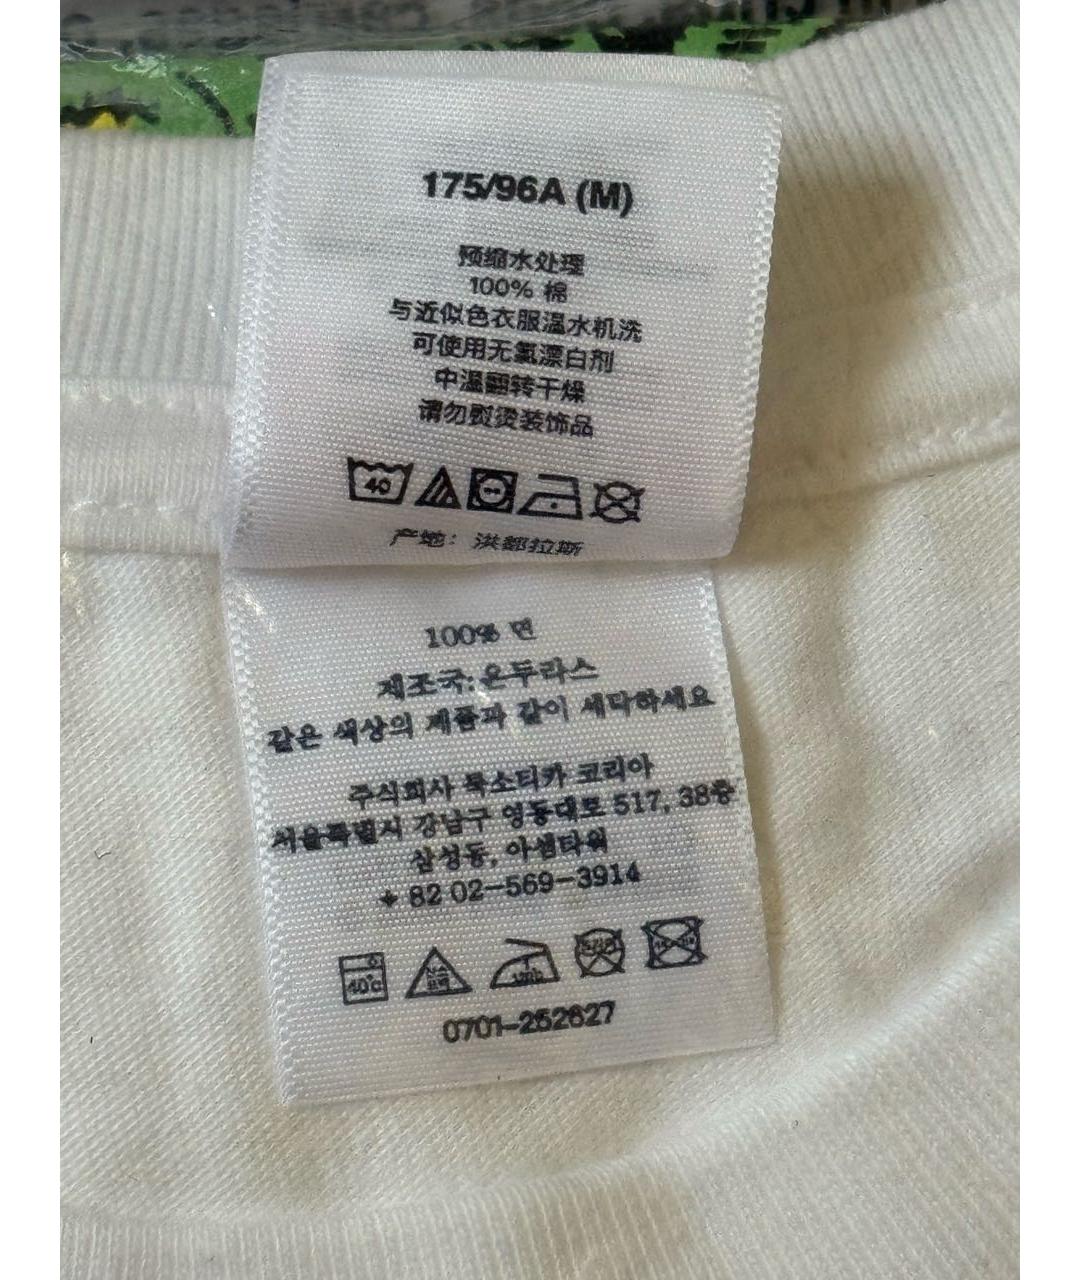 175/96A (M)
预缩水处理
100% 棉
与近似色衣服温水机洗
可使用无氯漂白剂
中温翻转干燥
请勿熨烫装饰品
40
产地：洪都拉斯
100% 면
제조국: 온두라스
같은 색상의 제품과 같이 세탁하세요
주식회사 룩소티카 코리아
서울특별시 강남구 영동대로 517, 38층
삼성동, 아셈타워
+ 82 02-569-3914
40°c
0701-252627